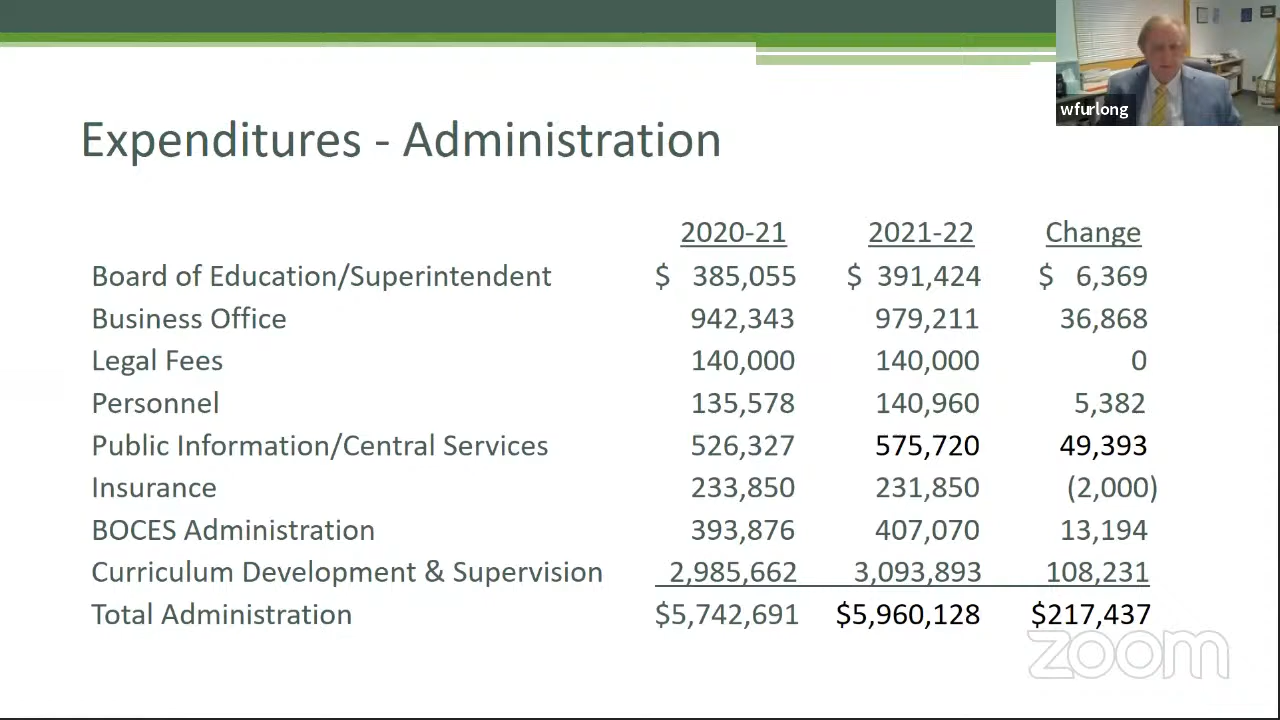 wfurlong
Expenditures - Administration
2020-21 2021-22 Change
Board of Education/Superintendent $ 385,055 $ 391,424 $ 6,369
Business Office 942,343 979,211 36,868
Legal Fees 140,000 140,000 0
Personnel 135,578 140,960 5,382
Public Information/Central Services 526,327 575,720 49,393
Insurance 233,850 231,850 (2,000)
BOCES Administration 393,876 407,070 13,194
Curriculum Development & Supervision 2,985,662 3,093,893 108,231
Total Administration $5,742,691 $5,960,128 $217,437
zoom